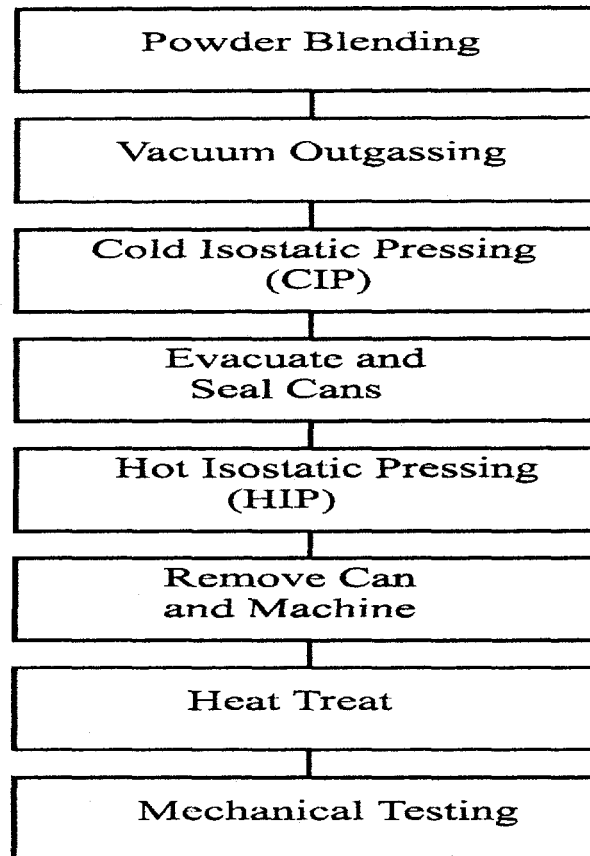 Powder Blending
Vacuum Outgassing
Cold Isostatic Pressing
(CIP)
Evacuate and
Seal Cans
Hot Isostatic Pressing
(HIP)
Remove Can
and Machine
Heat Treat
Mechanical Testing